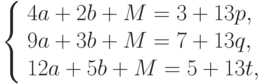 4a + 2b + M = 3 + 13p,
9a + 3b + M = 7 + 13q,
12a + 5b + M = 5 + 13t,